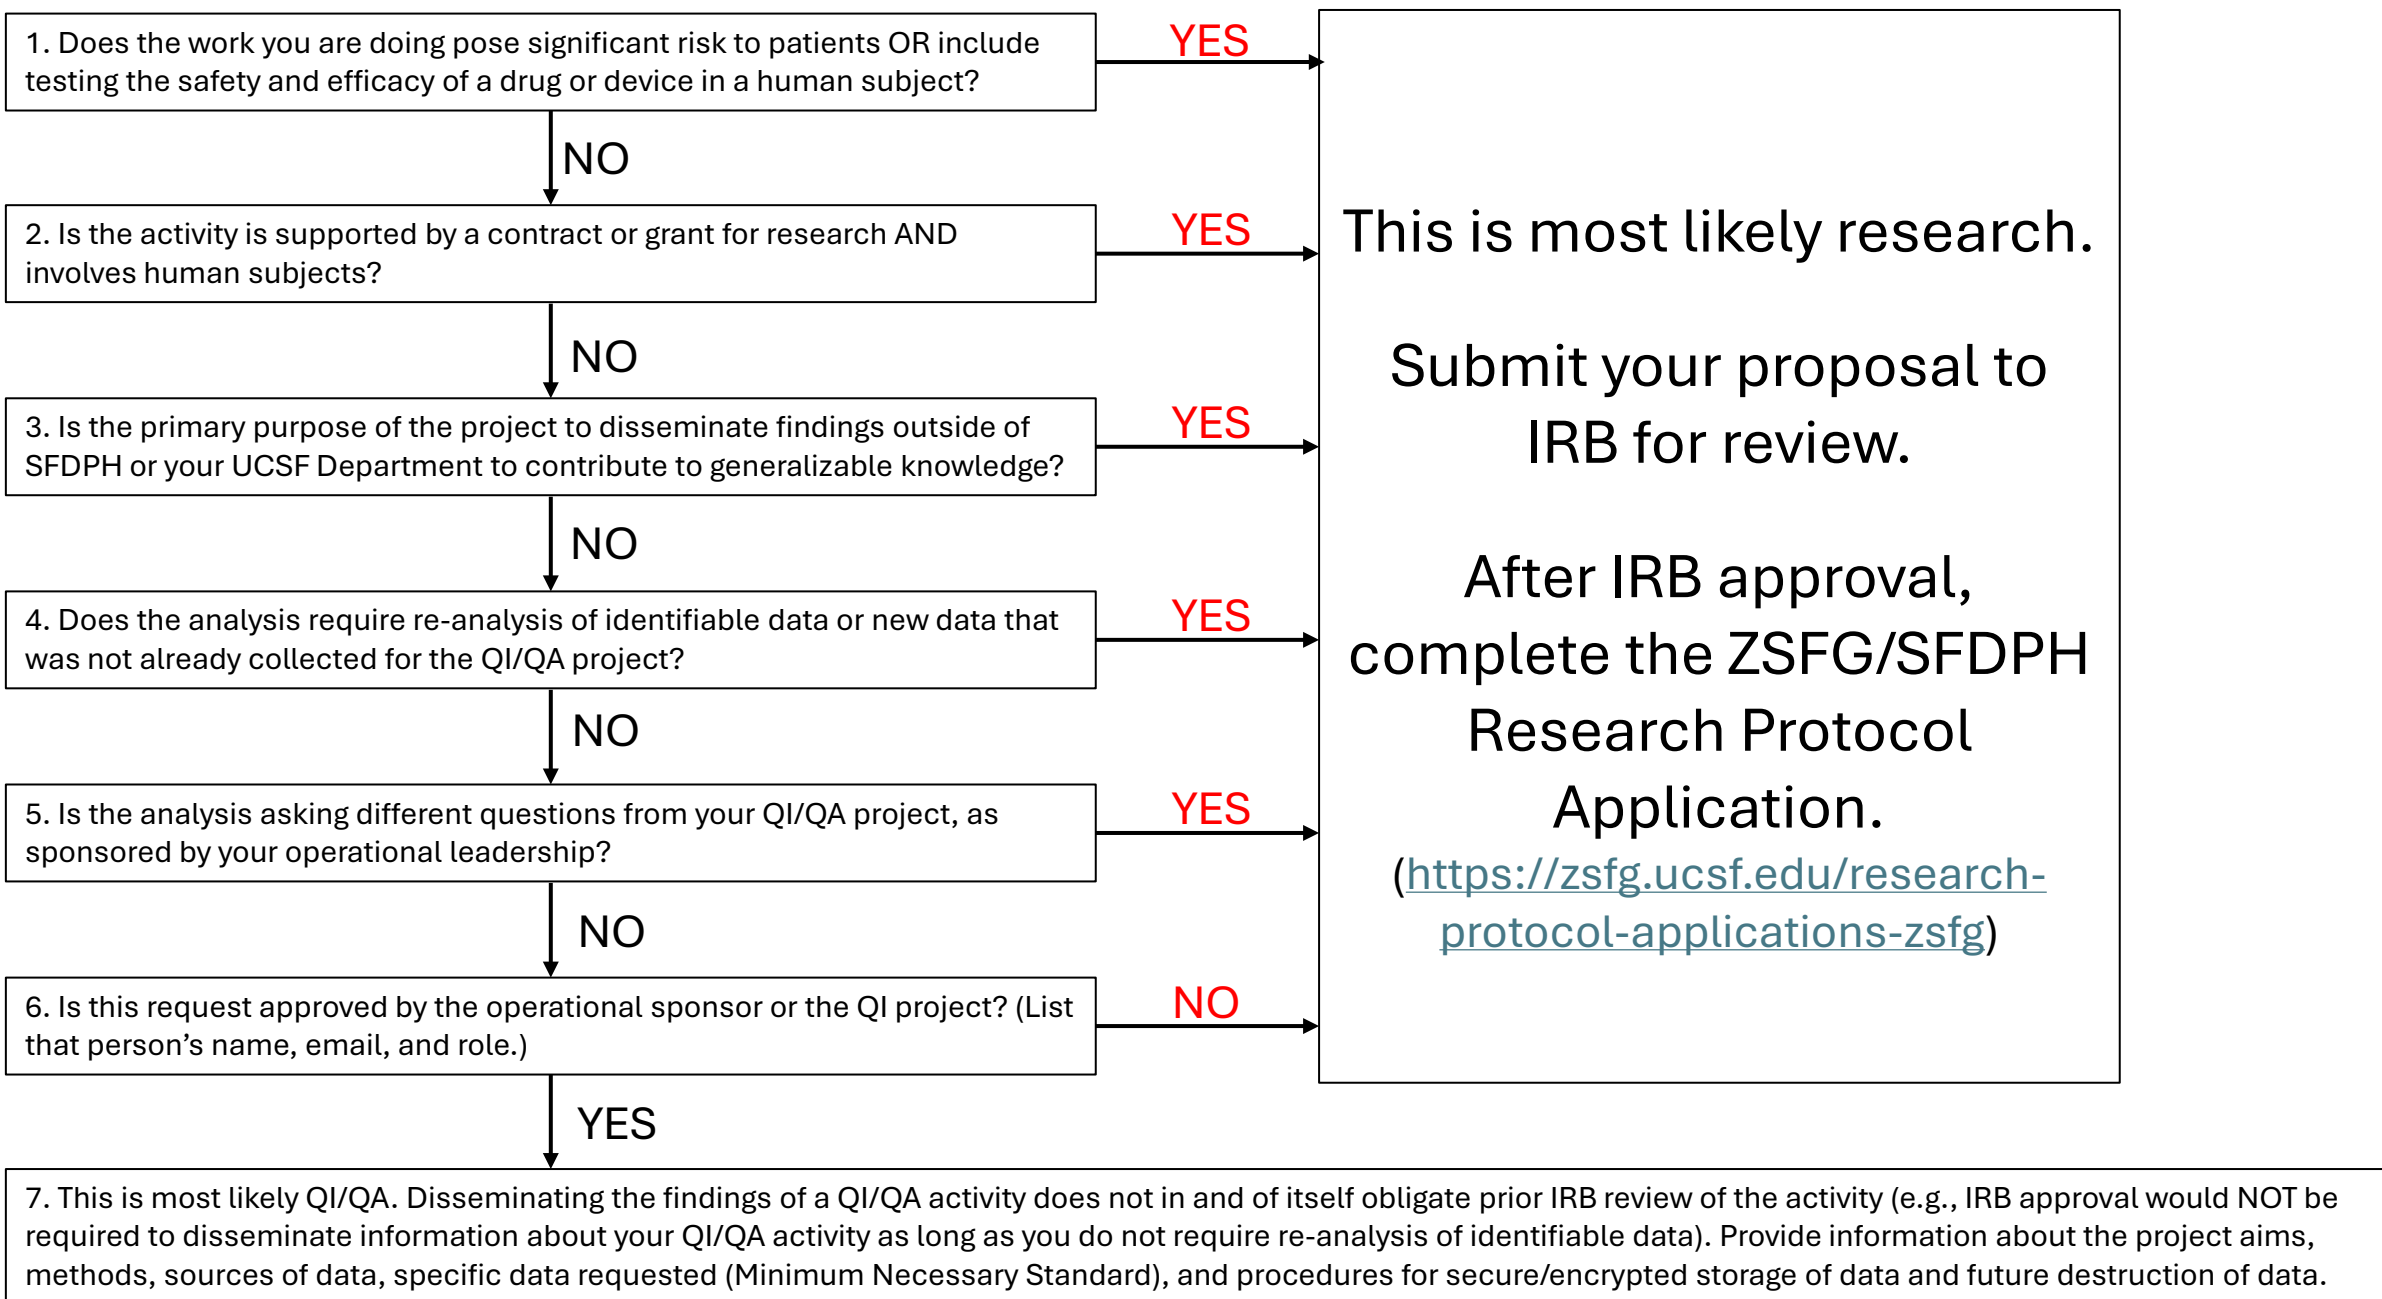 1. Does the work you are doing pose significant risk to patients OR include
testing the safety and efficacy of a drug or device in a human subject?
YES
NO
2. Is the activity is supported by a contract or grant for research AND
involves human subjects?
YES
NO
3. Is the primary purpose of the project to disseminate findings outside of
SFDPH or your UCSF Department to contribute to generalizable knowledge?
YES
NO
4. Does the analysis require re-analysis of identifiable data or new data that
was not already collected for the QI/QA project?
YES
NO
5. Is the analysis asking different questions from your QI/QA project, as
sponsored by your operational leadership?
YES
NO
6. Is this request approved by the operational sponsor or the QI project? (List
that person’s name, email, and role.)
NO
YES
This is most likely research.
Submit your proposal to
IRB for review.
After IRB approval,
complete the ZSFG/SFDPH
Research Protocol
Application.
(https://zsfg.ucsf.edu/research-
protocol-applications-zsfg)
7. This is most likely QI/QA. Disseminating the findings of a QI/QA activity does not in and of itself obligate prior IRB review of the activity (e.g., IRB approval would NOT be
required to disseminate information about your QI/QA activity as long as you do not require re-analysis of identifiable data). Provide information about the project aims,
methods, sources of data, specific data requested (Minimum Necessary Standard), and procedures for secure/encrypted storage of data and future destruction of data.